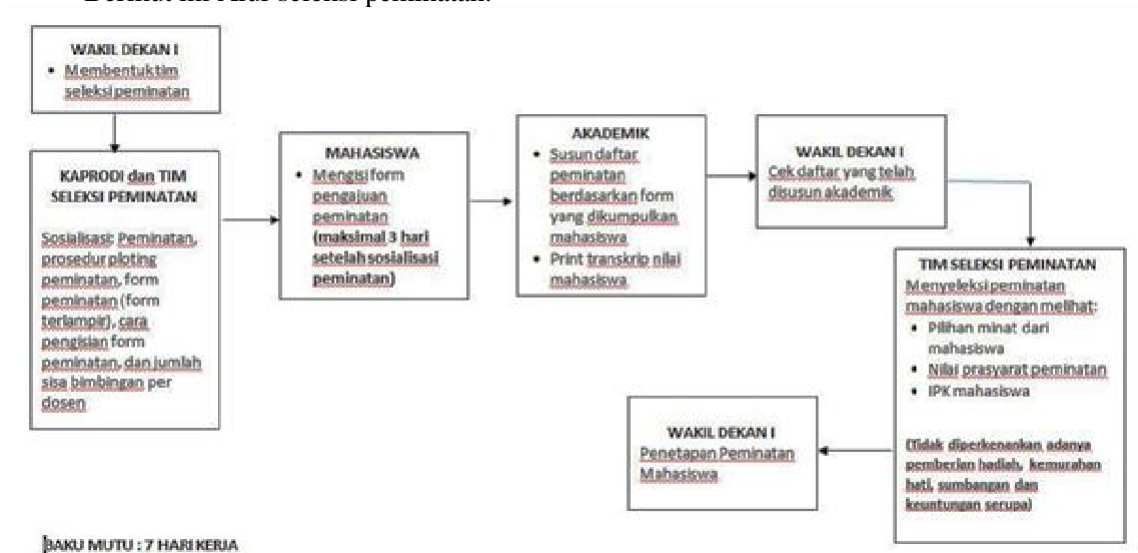 Berikut ini Alur seleksi peminatan:
WAKIL DEKAN I
• Membentuk tim
seleksi peminatan
KAPRODI dan TIM
SELEKSI PEMINATAN
Sosialisasi: Peminatan,
prosedur ploting
peminatan, form
peminatan (form
terlampir), cara
pengisian form
peminatan, dan jumlah
sisa bimbingan per
dosen
MAHASISWA
• Mengisi form
pengajuan
peminatan
(maksimal 3 hari
setelah sosialisasi
peminatan)
AKADEMIK
• Susun daftar
peminatan
berdasarkan form
yang dikumpulkan
mahasiswa
• Print transkrip nilai
mahasiswa
WAKIL DEKAN I
Cek daftar yang telah
disusun akademik
TIM SELEKSI PEMINATAN
Menyeleksi peminatan
mahasiswa dengan melihat:
• Pilihan minat dari
mahasiswa
• Nilai prasyarat peminatan
• IPK mahasiswa
(Tidak diperkenankan adanya
pemberian hadiah, kemurahan
hati, sumbangan dan
keuntungan serupa)
WAKIL DEKAN I
Penetapan Peminatan
Mahasiswa
BAKU MUTU : 7 HARI KERJA